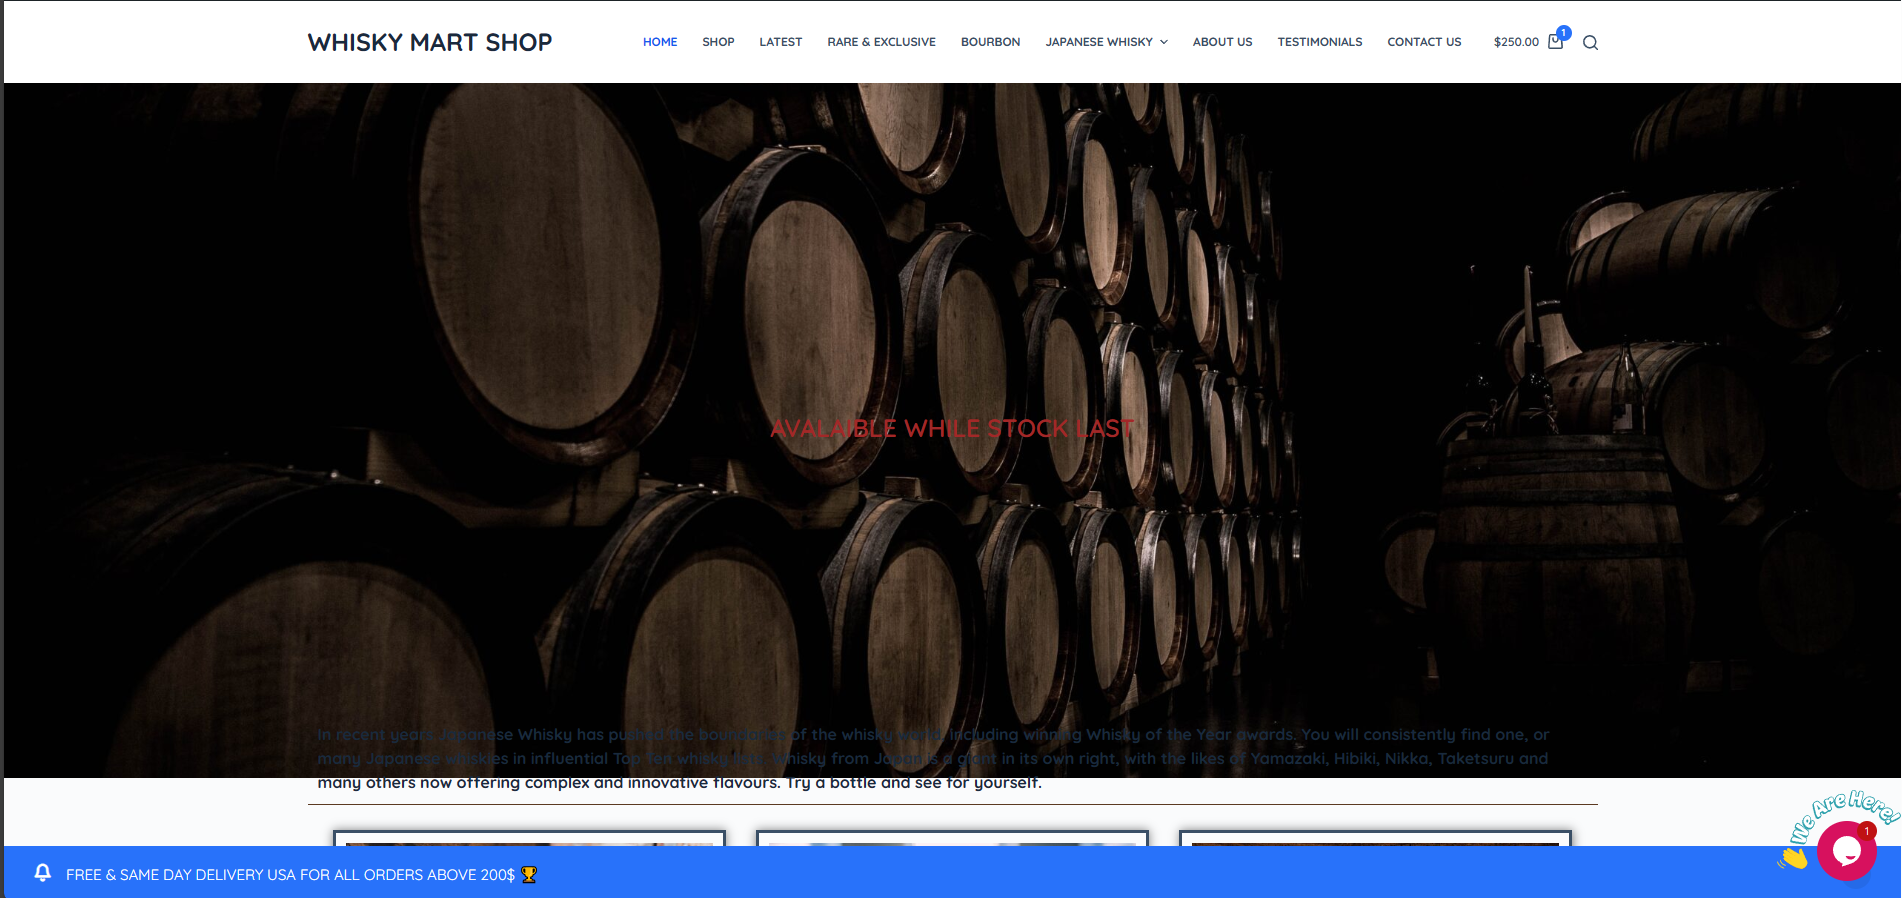 WHISKY MART SHOP
HOME SHOP LATEST RARE & EXCLUSIVE BOURBON JAPANESE WHISKY ABOUT US TESTIMONIALS CONTACT US $250.00 1
AVALAIBLE WHILE STOCK LAST
In recent years, Japanese Whisky has pushed the boundaries of the whisky world, including winning Whisky of the Year awards. You will consistently find one, or
many Japanese whiskies in influential Top Ten whisky lists. Whisky from Japan is a giant in its own right, with the likes of Yamazaki, Hibiki, Nikka, Taketsuru and
many others now offering complex and innovative flavours. Try a bottle and see for yourself.
We Are Here!
1
FREE & SAME DAY DELIVERY USA FOR ALL ORDERS ABOVE 200$